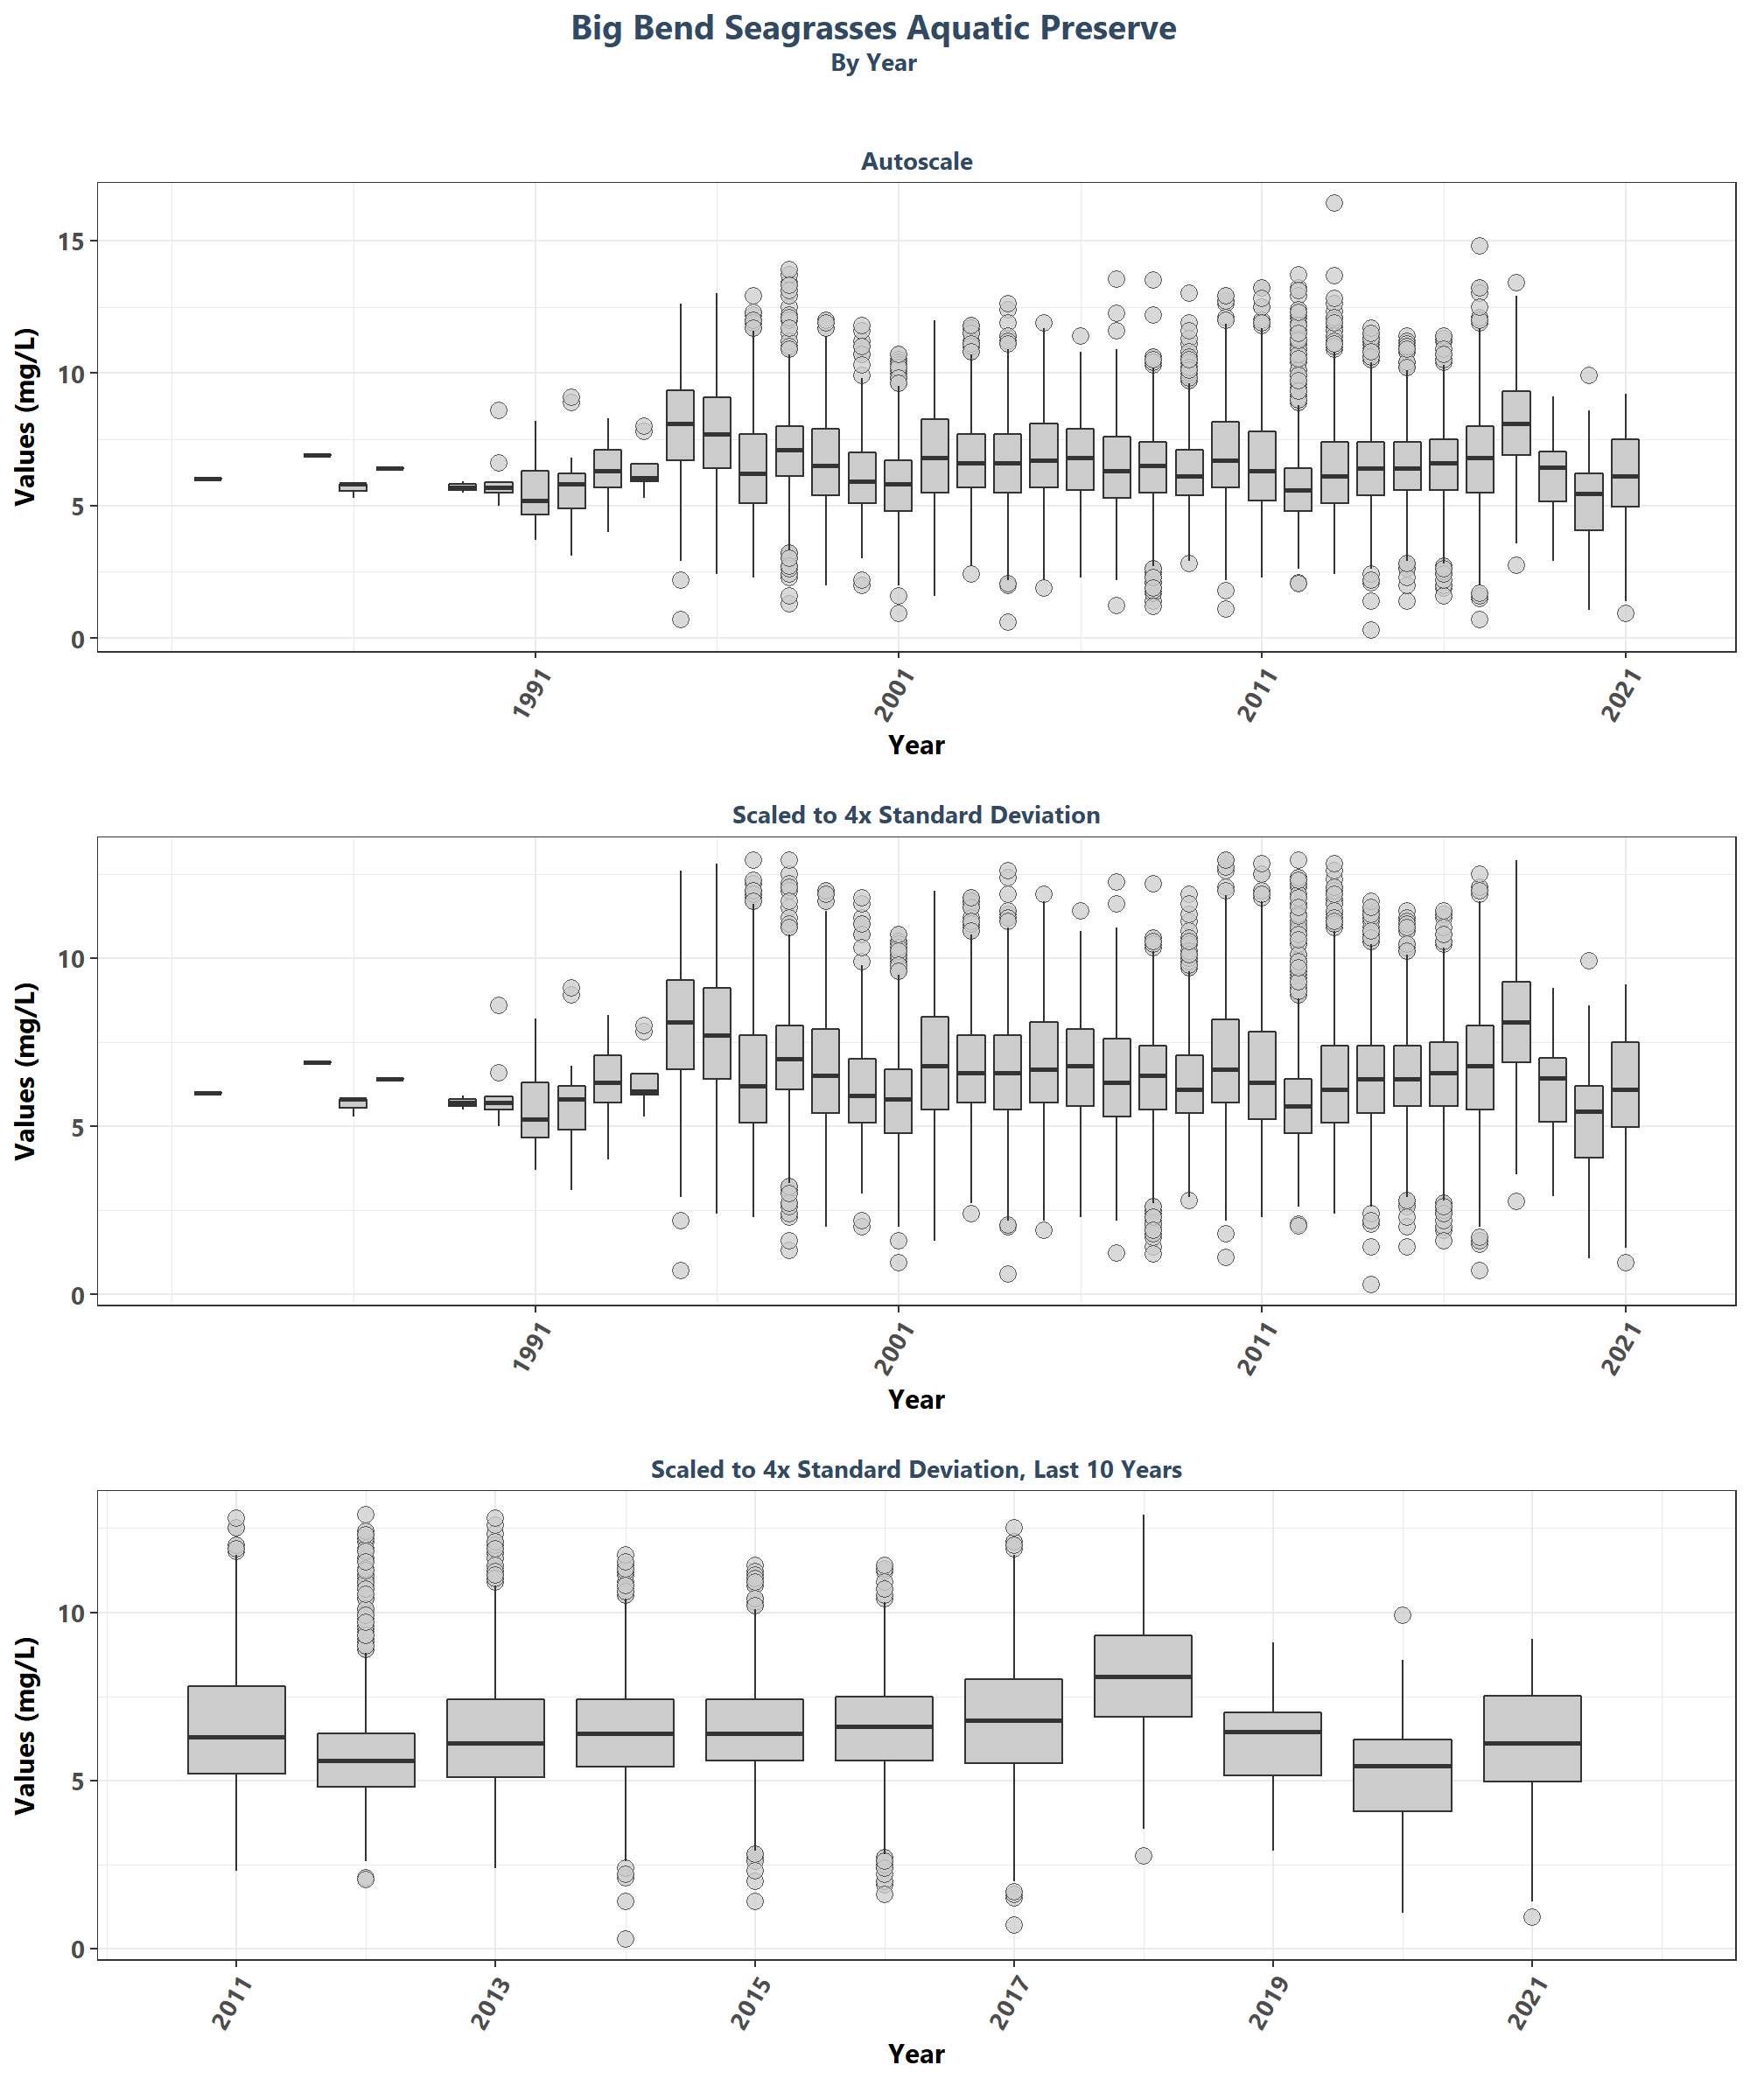 Big Bend Seagrasses Aquatic Preserve
By Year
Autoscale
Values (mg/L)
15
10
5
0
1991
2001
2011
2021
Year
Scaled to 4x Standard Deviation
Values (mg/L)
10
5
0
1991
2001
2011
2021
Year
Scaled to 4x Standard Deviation, Last 10 Years
Values (mg/L)
10
5
0
2011
2013
2015
2017
2019
2021
Year